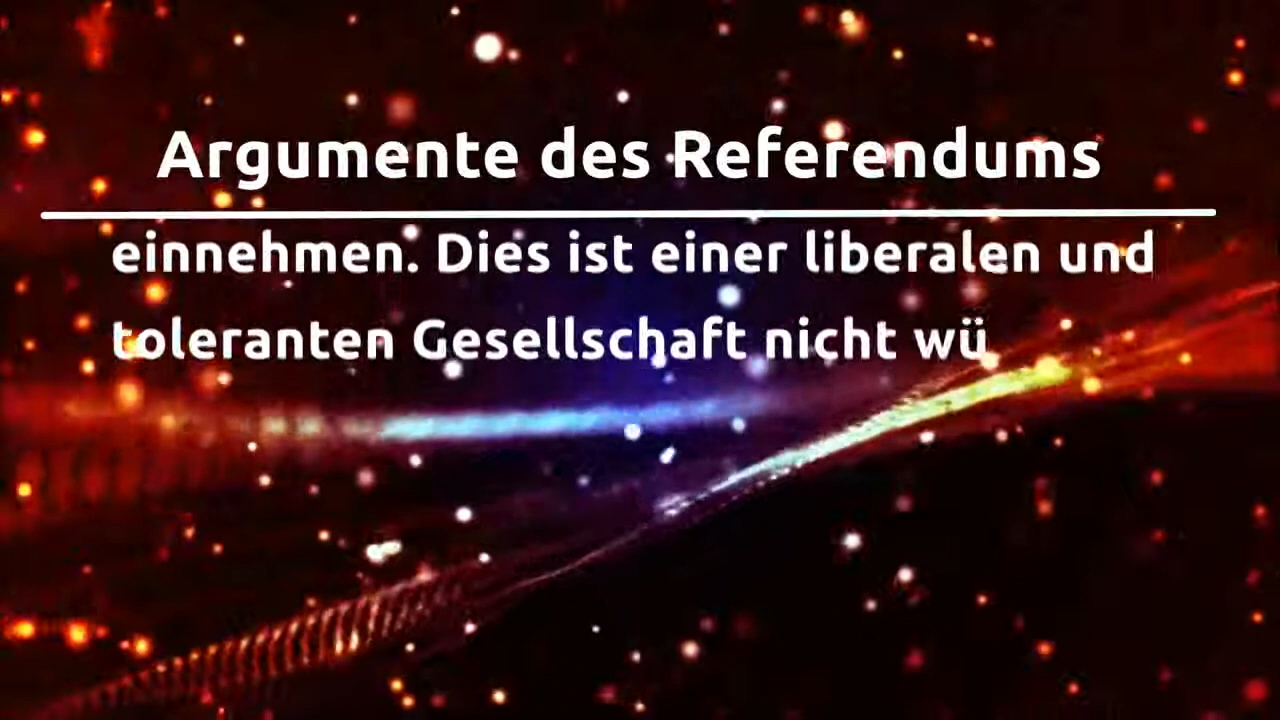 Argumente des Referendums
einnehmen. Dies ist einer liberalen und
toleranten Gesellschaft nicht wü